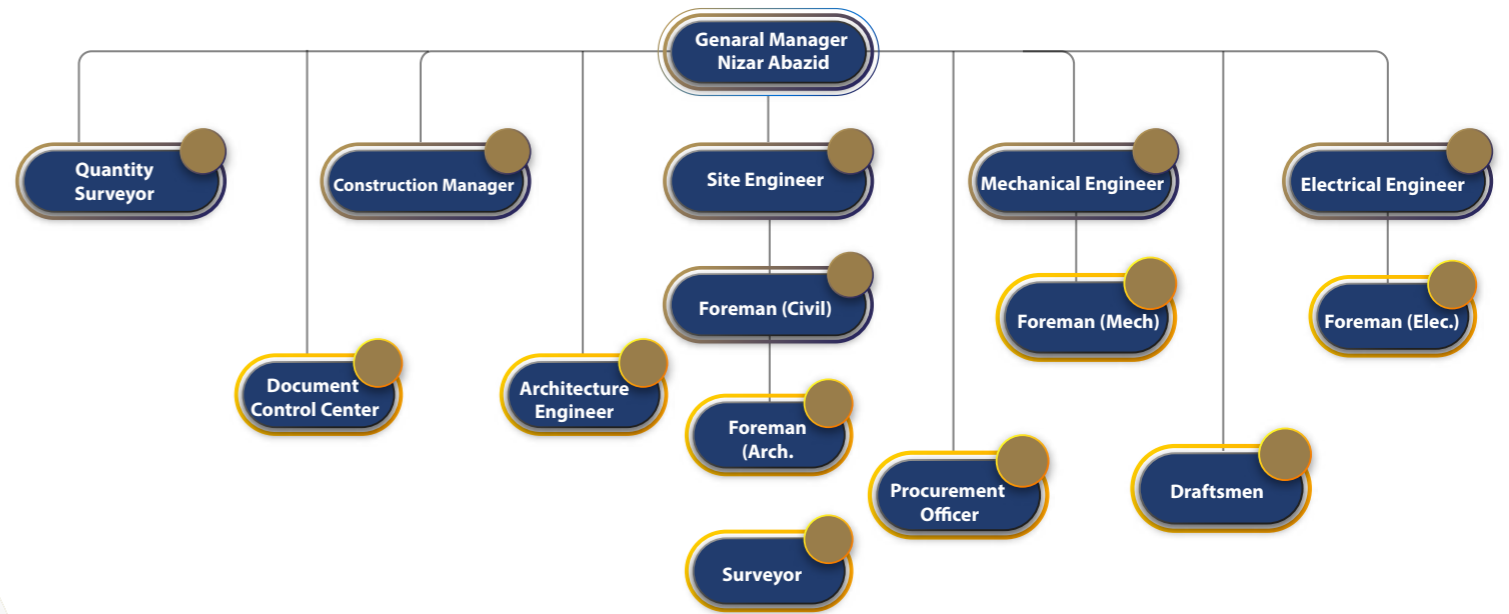 Genaral Manager
Nizar Abazid
Quantity
Surveyor
Construction Manager
Site Engineer
Mechanical Engineer
Electrical Engineer
Foreman (Civil)
Foreman (Mech)
Foreman (Elec.)
Document
Control Center
Architecture
Engineer
Foreman
(Arch.
Procurement
Officer
Draftsmen
Surveyor